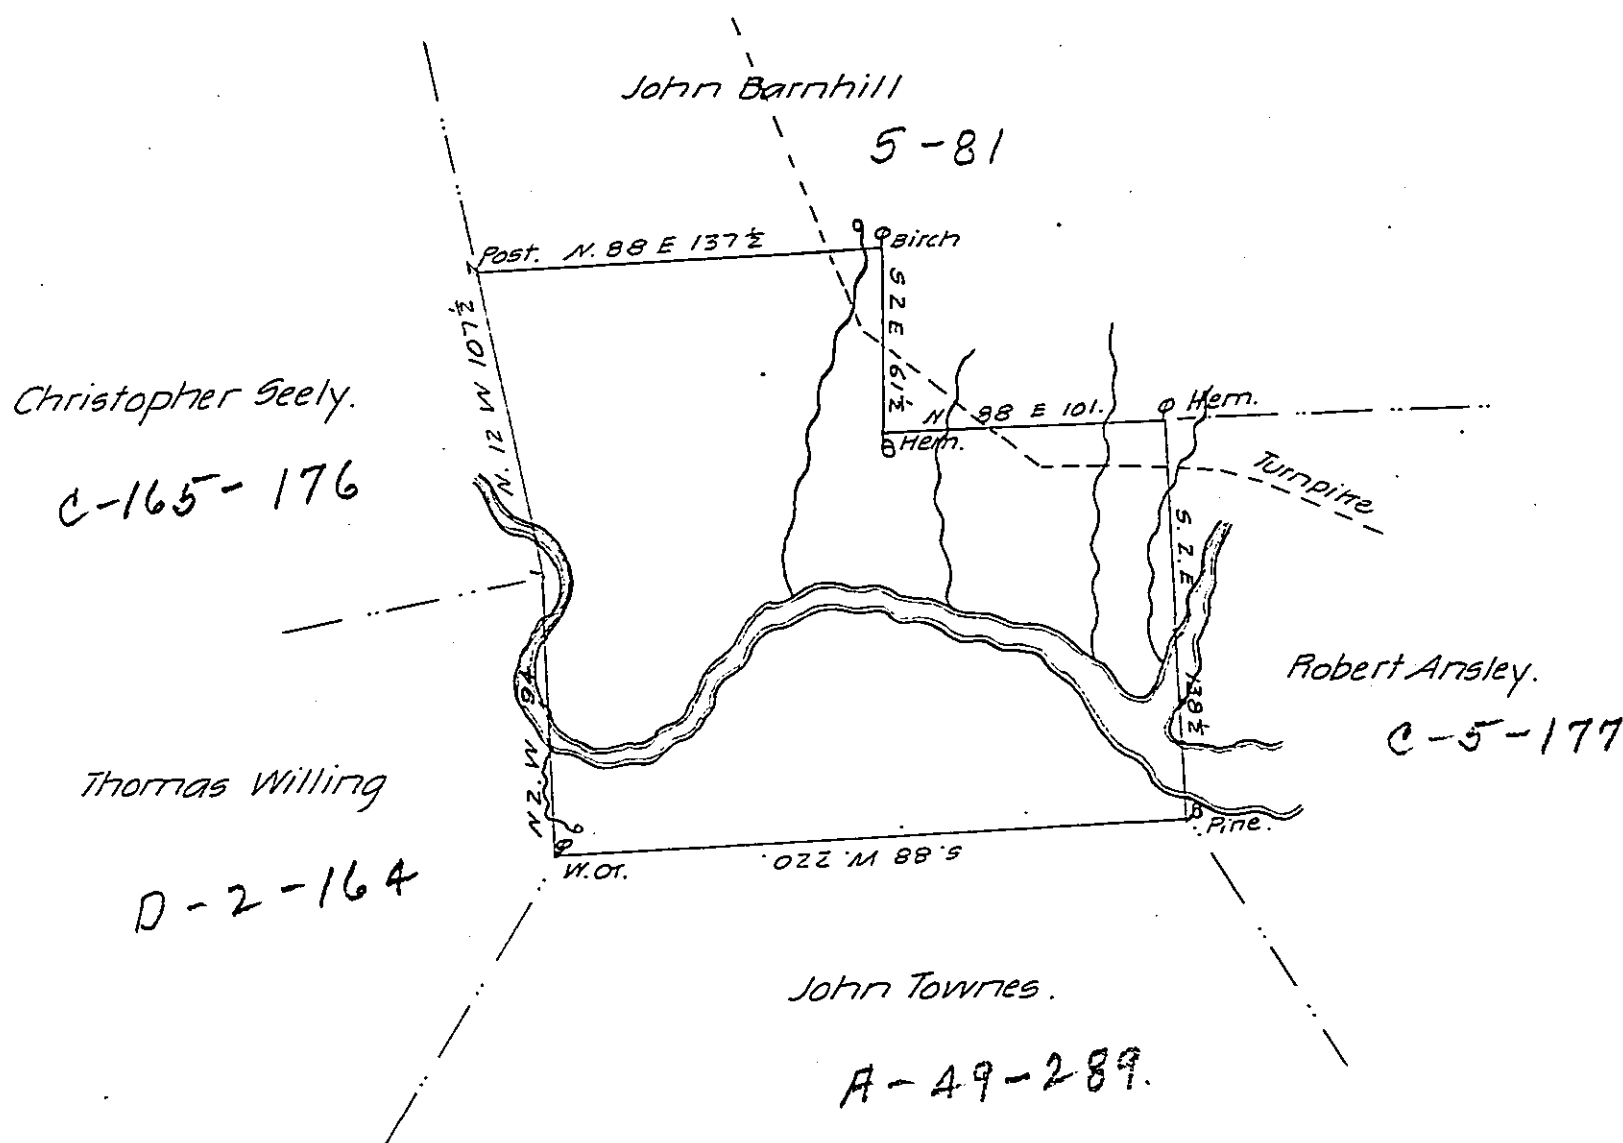 John Barnhill
5-81
Post. N. 88 E 137½
Birch
S 2 E 61½
N. 12 W 107½
Christopher Seely.
C-165-176
N 88 E 101.
Hem.
Hem.
Turnpike
S. 2. E 138½
Robert Ansley.
C-5-177
N 2 W 94
Thomas Willing
D-2-164
S. 88 W. 220.
Pine.
W. Or.
John Townes.
A-49-289.